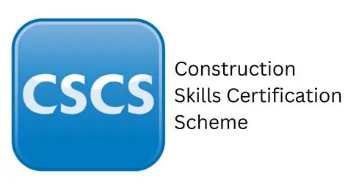 CSCS
Construction
Skills Certification
Scheme